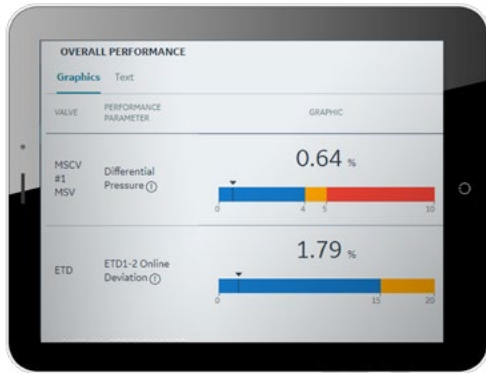 OVERALL PERFORMANCE
Graphics Text
VALVE PERFORMANCE PARAMETER GRAPHIC
MSCV #1 MSV Differential Pressure 0.64 %
0 4 5 10
ETD ETD1-2 Online Deviation 1.79 %
0 15 20